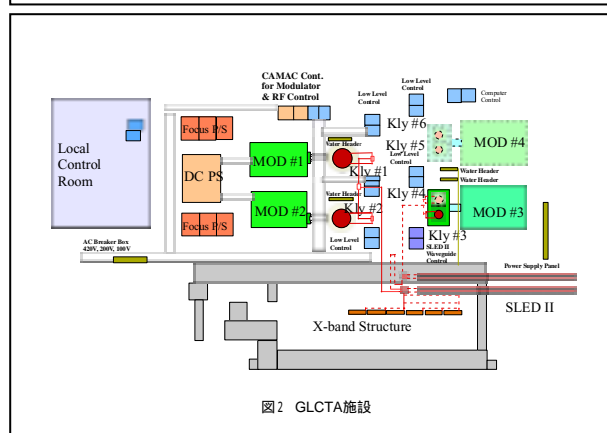 CAMAC Cont.
for Modulator
& RF Control
Low Level
Control
Low Level
Control
Computer
Control
Kly #6
Focus P/S
Local
Control
Room
DC PS
MOD #1
Water Header
Kly #1
Kly #5
MOD #4
Low Level
Control
Water Header
Water Header
Kly #4
MOD #2
Water Header
Kly #2
MOD #3
Focus P/S
Low Level
Control
Kly #3
SLED II
Waveguide
Control
AC Breaker Box
420V, 200V, 100V
Power Supply Panel
SLED II
X-band Structure
図2 GLCTA施設